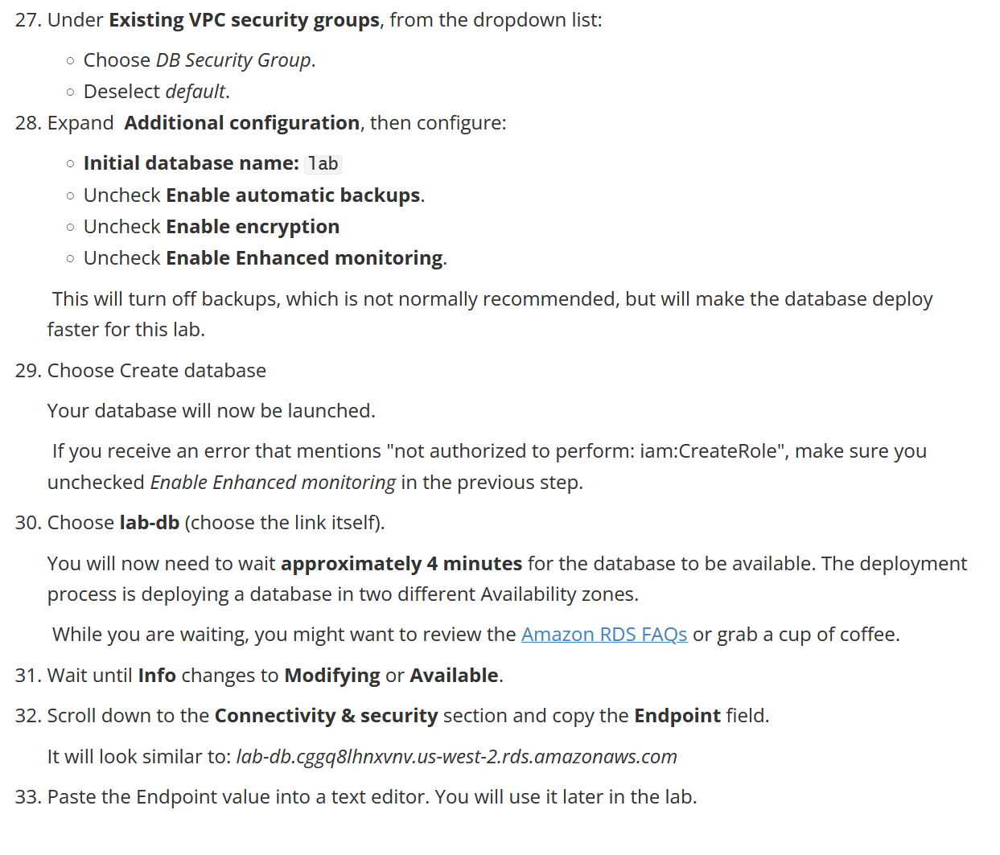 27. Under Existing VPC security groups, from the dropdown list:
○ Choose DB Security Group.
○ Deselect default.
28. Expand Additional configuration, then configure:
○ Initial database name: lab
○ Uncheck Enable automatic backups.
○ Uncheck Enable encryption
○ Uncheck Enable Enhanced monitoring.
This will turn off backups, which is not normally recommended, but will make the database deploy
faster for this lab.
29. Choose Create database
Your database will now be launched.
If you receive an error that mentions "not authorized to perform: iam:CreateRole", make sure you
unchecked Enable Enhanced monitoring in the previous step.
30. Choose lab-db (choose the link itself).
You will now need to wait approximately 4 minutes for the database to be available. The deployment
process is deploying a database in two different Availability zones.
While you are waiting, you might want to review the Amazon RDS FAQs or grab a cup of coffee.
31. Wait until Info changes to Modifying or Available.
32. Scroll down to the Connectivity & security section and copy the Endpoint field.
It will look similar to: lab-db.cggq8lhnxvnv.us-west-2.rds.amazonaws.com
33. Paste the Endpoint value into a text editor. You will use it later in the lab.